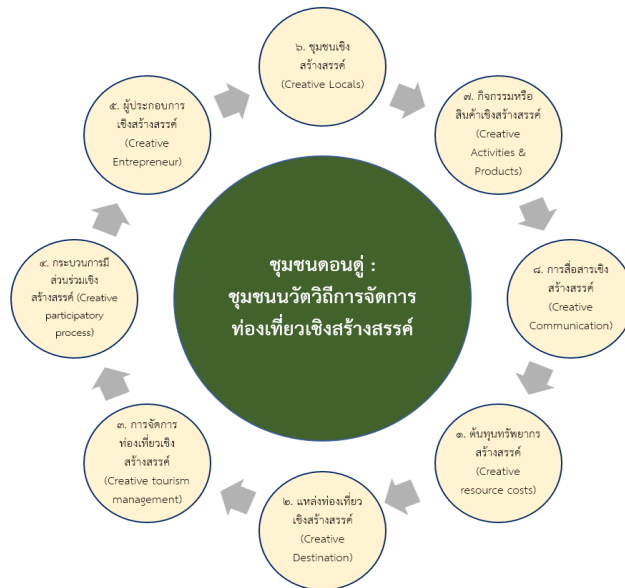 ๖. ชุมชนเชิง
สร้างสรรค์
(Creative Locals)
๗. กิจกรรมหรือ
สินค้าเชิงสร้างสรรค์
(Creative
Activities &
Products)
๘. การสื่อสารเชิง
สร้างสรรค์
(Creative
Communication)
๑. ต้นทุนทรัพยากร
สร้างสรรค์
(Creative
resource costs)
๒. แหล่งท่องเที่ยว
เชิงสร้างสรรค์
(Creative
Destination)
๓. การจัดการ
ท่องเที่ยวเชิง
สร้างสรรค์
(Creative tourism
management)
๔. กระบวนการมี
ส่วนร่วมเชิง
สร้างสรรค์ (Creative
participatory
process)
๕. ผู้ประกอบการ
เชิงสร้างสรรค์
(Creative
Entrepreneur)
ชุมชนดอนดู่ :
ชุมชนนวัตวิถีการจัดการ
ท่องเที่ยวเชิงสร้างสรรค์